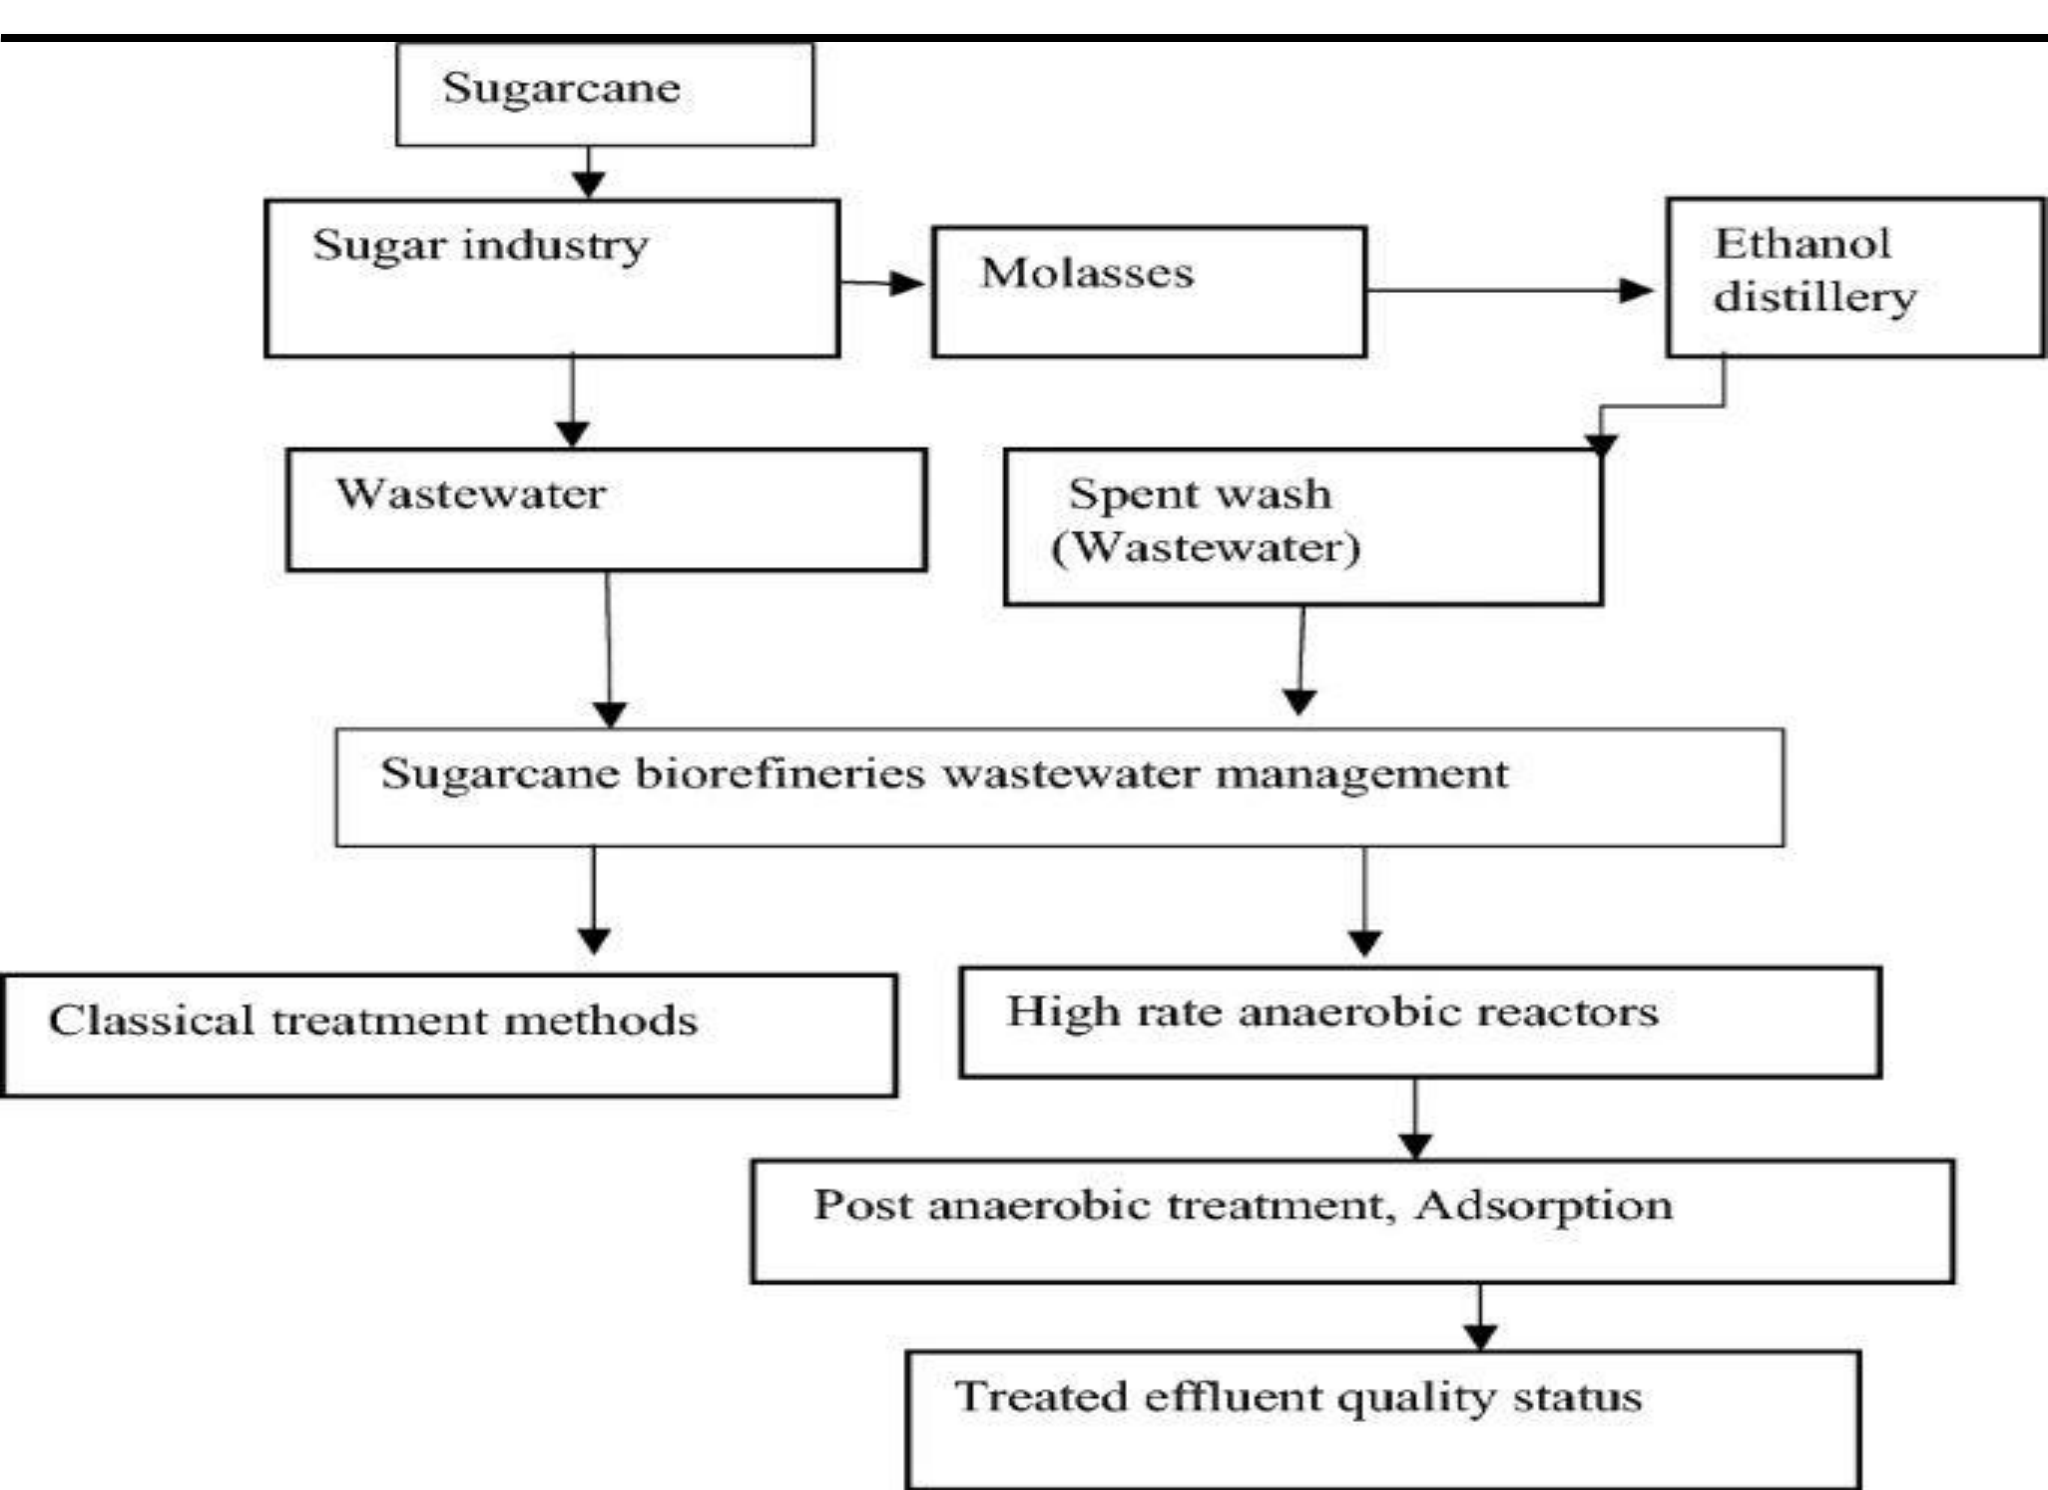 Sugarcane
Sugar industry
Molasses
Ethanol
distillery
Wastewater
Spent wash
(Wastewater)
Sugarcane biorefineries wastewater management
Classical treatment methods
High rate anaerobic reactors
Post anaerobic treatment, Adsorption
Treated effluent quality status